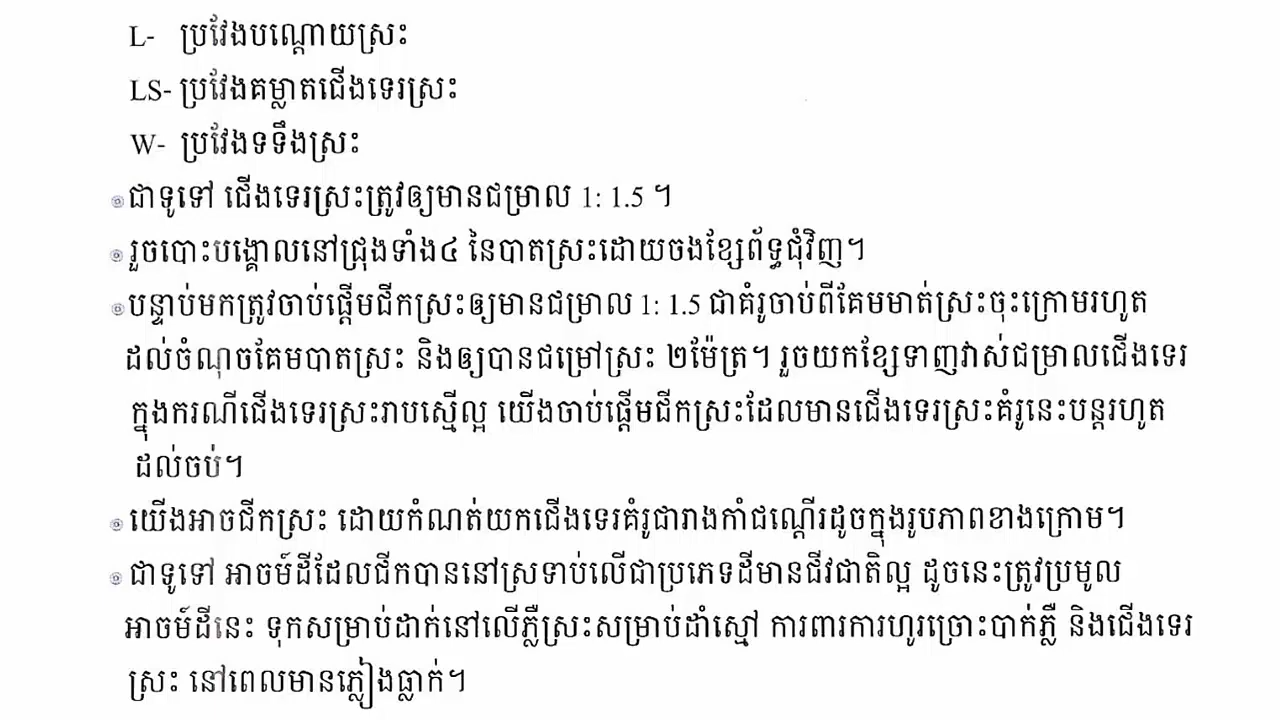 L- ប្រវែងបណ្ដោយស្រះ
LS- ប្រវែងគម្លាតជើងទេរស្រះ
W- ប្រវែងទទឹងស្រះ
ជាទូទៅ ជើងទេរស្រះត្រូវឲ្យមានជម្រាល 1: 1.5 ។
រួចបោះបង្គោលនៅជ្រុងទាំង៤ នៃបាតស្រះដោយចងខ្សែព័ទ្ធជុំវិញ។
បន្ទាប់មកត្រូវចាប់ផ្ដើមជីកស្រះឲ្យមានជម្រាល 1: 1.5 ជាគំរូចាប់ពីគែមមាត់ស្រះចុះក្រោមរហូត
ដល់ចំណុចគែមបាតស្រះ និងឲ្យបានជម្រៅស្រះ ២ម៉ែត្រ។ រួចយកខ្សែទាញវាស់ជម្រាលជើងទេរ
ក្នុងករណីជើងទេរស្រះរាបស្មើល្អ យើងចាប់ផ្ដើមជីកស្រះដែលមានជើងទេរស្រះគំរូនេះបន្តរហូត
ដល់ចប់។
យើងអាចជីកស្រះ ដោយកំណត់យកជើងទេរគំរូជារាងកាំជណ្ដើរដូចក្នុងរូបភាពខាងក្រោម។
ជាទូទៅ អាចម៍ដីដែលជីកបាននៅស្រទាប់លើជាប្រភេទដីមានជីវជាតិល្អ ដូចនេះត្រូវប្រមូល
អាចម៍ដីនេះ ទុកសម្រាប់ដាក់នៅលើភ្លឺស្រះសម្រាប់ដាំស្មៅ ការពារការហូរច្រោះបាក់ភ្លឺ និងជើងទេរ
ស្រះ នៅពេលមានភ្លៀងធ្លាក់។